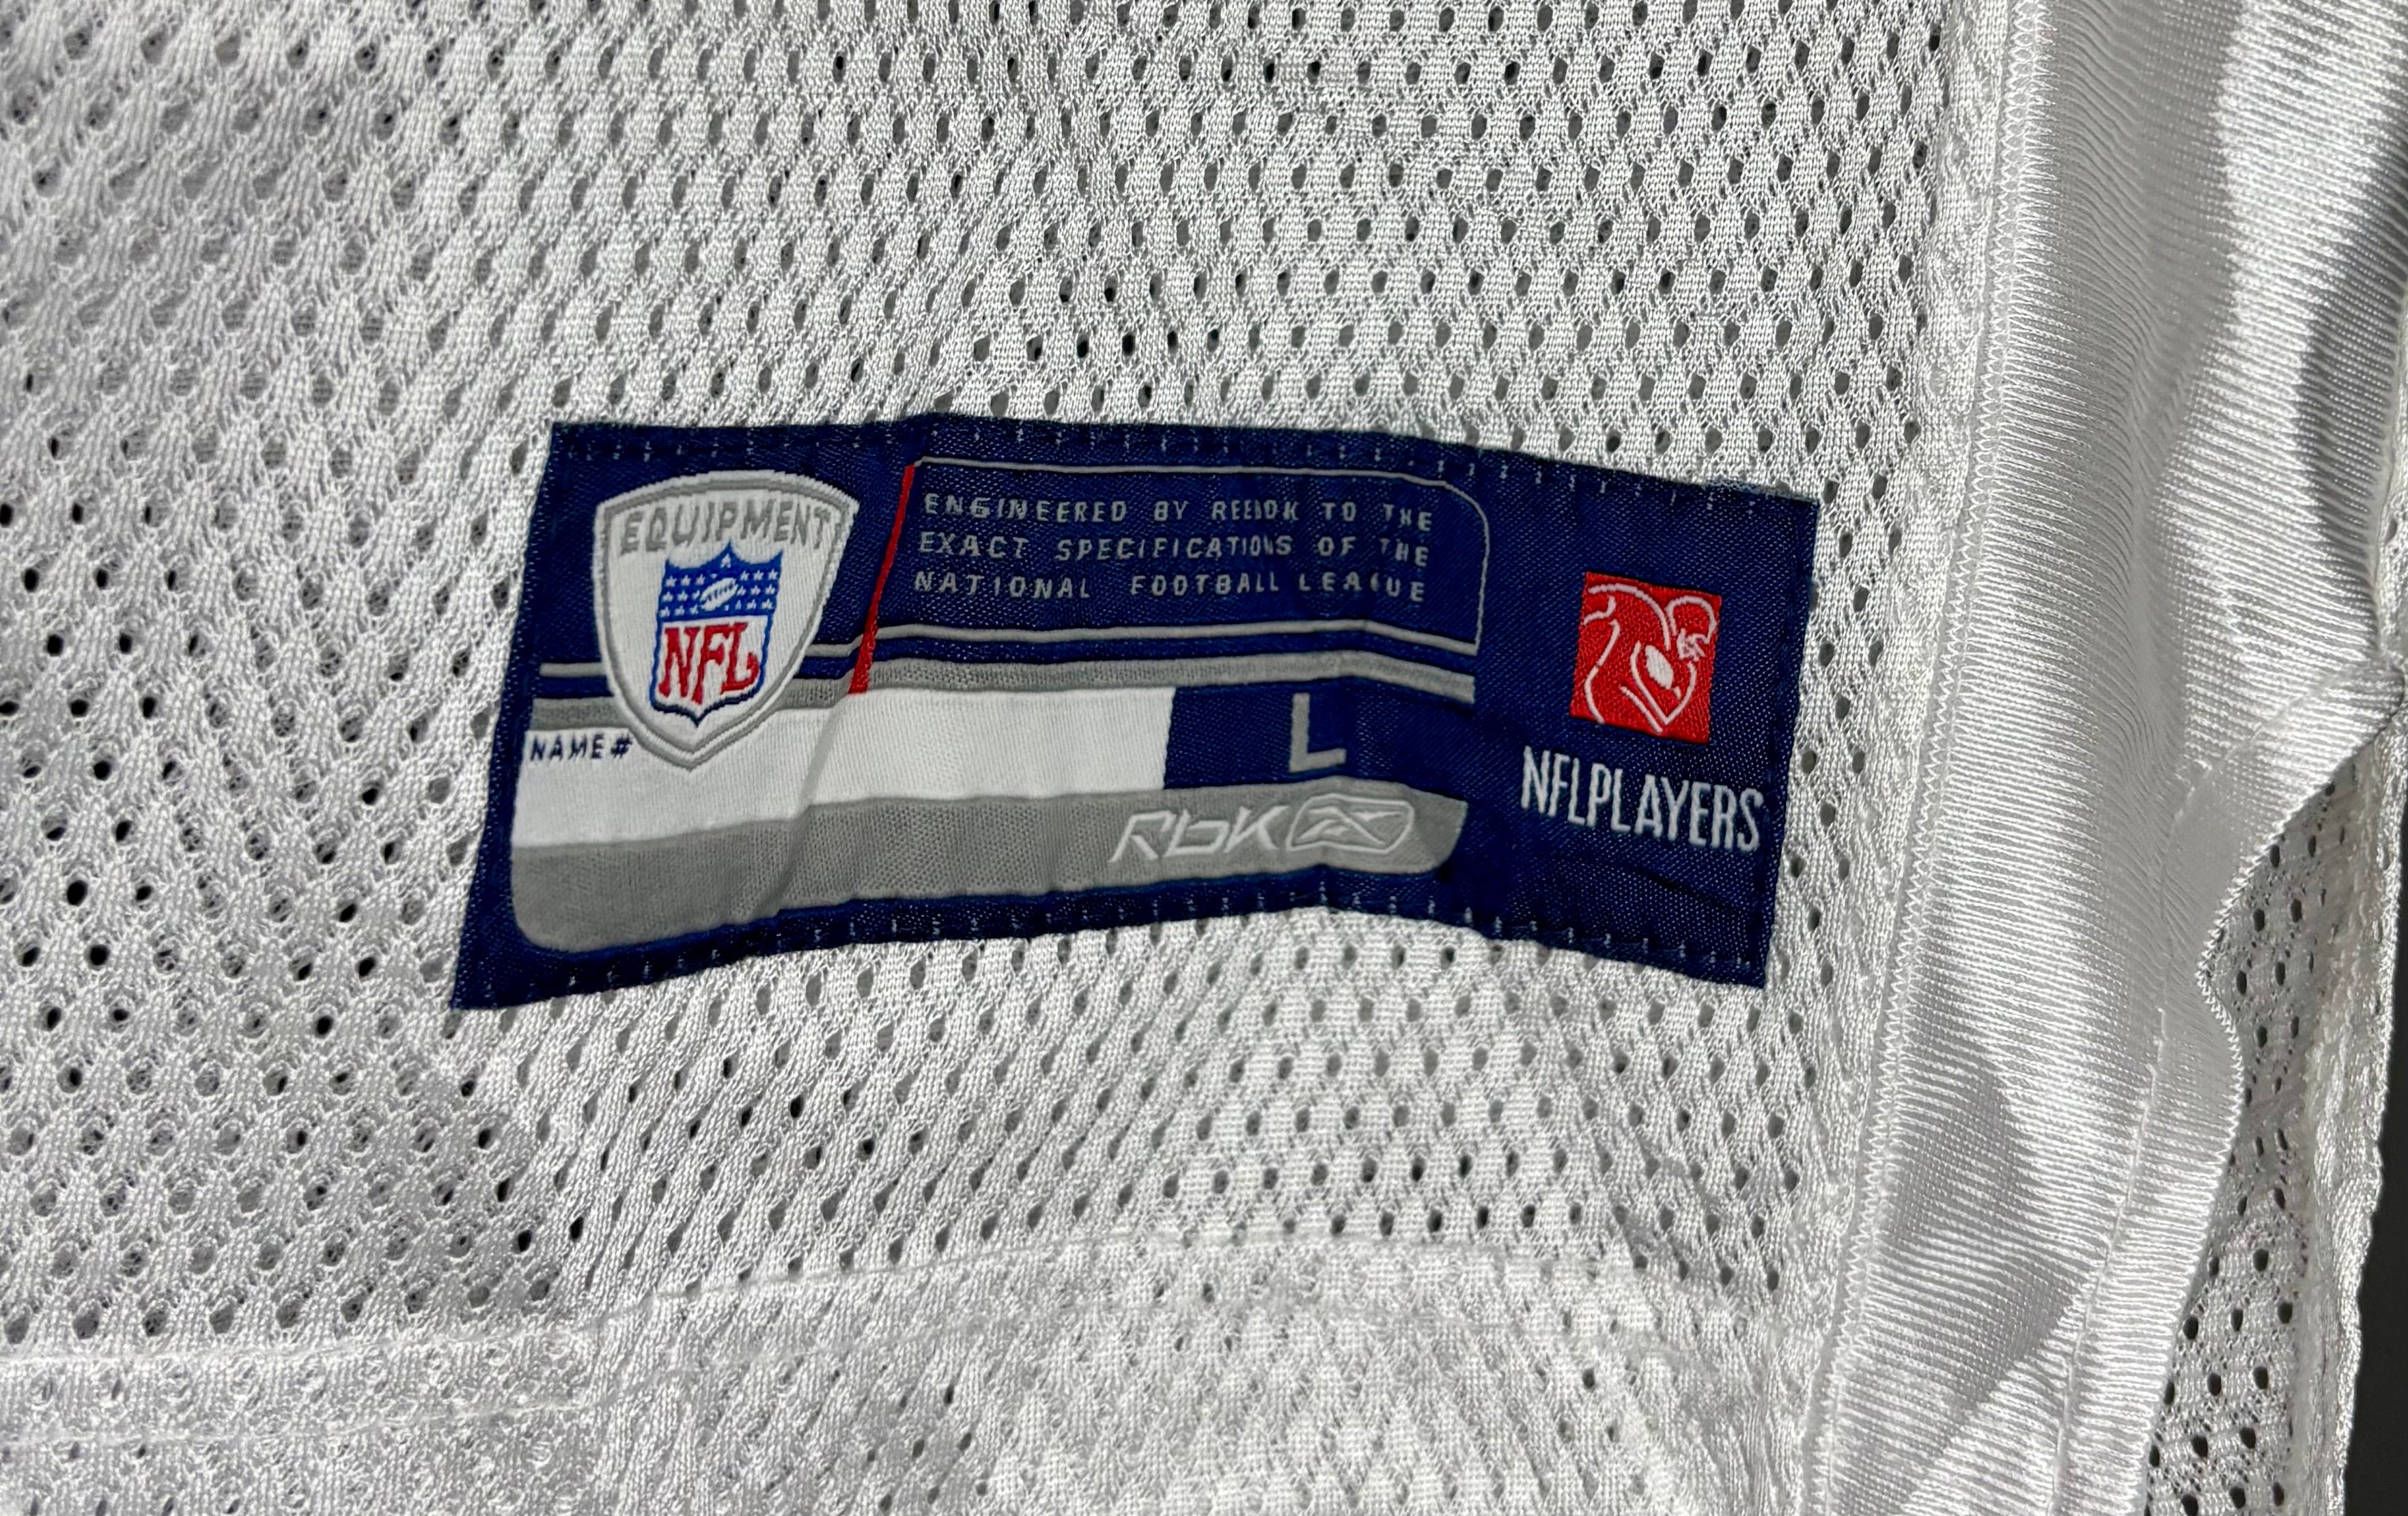 EQUIPMENT
NFL
ENGINEERED BY REEBOK TO THE
EXACT SPECIFICATIONS OF THE
NATIONAL FOOTBALL LEAGUE
NAME#
L
RbK
NFLPLAYERS